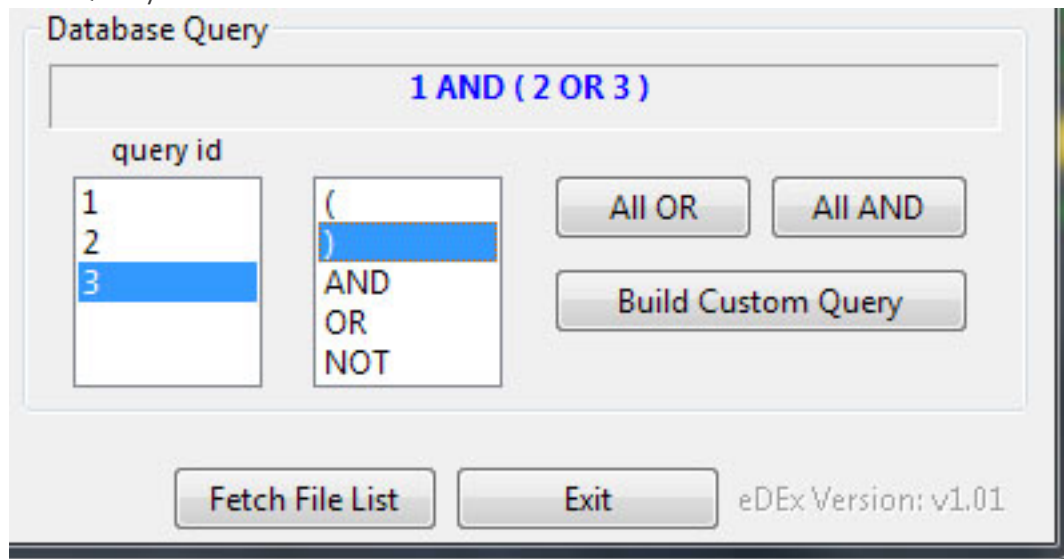 Database Query
1 AND ( 2 OR 3 )
query id
1
2
3
(
)
AND
OR
NOT
All OR
All AND
Build Custom Query
Fetch File List
Exit
eDEx Version: v1.01